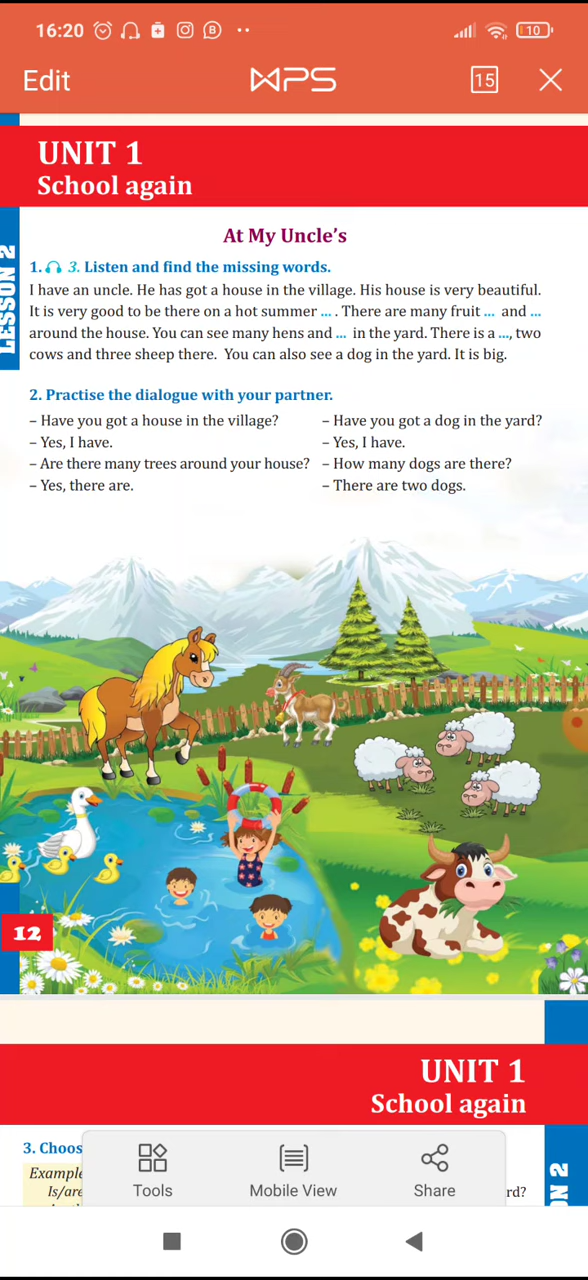 16:20
10
Edit
WPS
15
UNIT 1
School again
LESSON 2
At My Uncle's
1. 3. Listen and find the missing words.
I have an uncle. He has got a house in the village. His house is very beautiful.
It is very good to be there on a hot summer ... . There are many fruit ... and ...
around the house. You can see many hens and ... in the yard. There is a ..., two
cows and three sheep there. You can also see a dog in the yard. It is big.
2. Practise the dialogue with your partner.
– Have you got a house in the village?
– Yes, I have.
– Are there many trees around your house?
– Yes, there are.
– Have you got a dog in the yard?
– Yes, I have.
– How many dogs are there?
– There are two dogs.
12
UNIT 1
School again
3. Choos
Example
Is/are
rd?
ON 2
Tools
Mobile View
Share